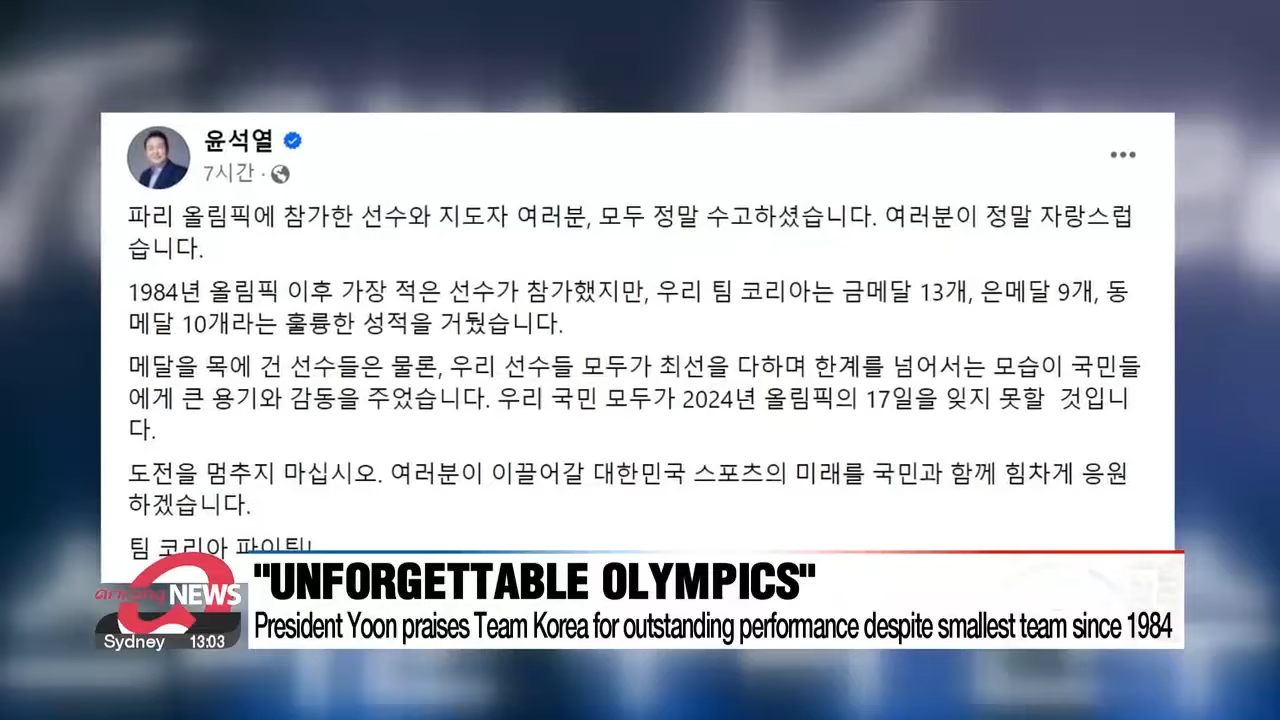 윤석열
7시간 ·
파리 올림픽에 참가한 선수와 지도자 여러분, 모두 정말 수고하셨습니다. 여러분이 정말 자랑스럽
습니다.
1984년 올림픽 이후 가장 적은 선수가 참가했지만, 우리 팀 코리아는 금메달 13개, 은메달 9개, 동
메달 10개라는 훌륭한 성적을 거뒀습니다.
메달을 목에 건 선수들은 물론, 우리 선수들 모두가 최선을 다하며 한계를 넘어서는 모습이 국민들
에게 큰 용기와 감동을 주었습니다. 우리 국민 모두가 2024년 올림픽의 17일을 잊지 못할 것입니
다.
도전을 멈추지 마십시오. 여러분이 이끌어갈 대한민국 스포츠의 미래를 국민과 함께 힘차게 응원
하겠습니다.
팀 코리아 파이팅!
arirang NEWS
Sydney 13:03
"UNFORGETTABLE OLYMPICS"
President Yoon praises Team Korea for outstanding performance despite smallest team since 1984